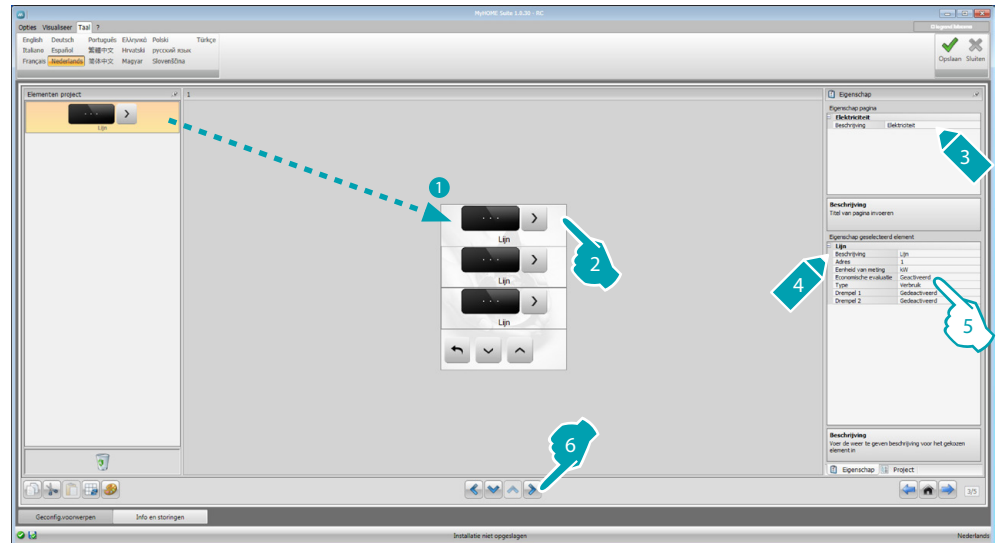 MyHOME Suite 1.0.30 - RC
Opties Visualiseer Taal ?
English Deutsch Português Ελληνικά Polski Türkçe
Italiano Español 繁體中文 Hrvatski русский язык
Français Nederlands 简体中文 Magyar Slovenščina
Opslaan Sluiten
Elementen project
1
Eigenschap
Lijn
Eigenschap pagina
Elektriciteit
Beschrijving Elektriciteit
3
1
Lijn
2
Lijn
Lijn
Beschrijving
Titel van pagina invoeren
Eigenschap geselecteerd element
Lijn
Beschrijving Lijn
Adres 1
Eenheid van meting kW
Economische evaluatie Geactiveerd
Type Verbruik
Drempel 1 Gedeactiveerd
Drempel 2 Gedeactiveerd
4
5
6
Beschrijving
Voer de weer te geven beschrijving voor het gekozen
element in
Eigenschap Project
3/5
Geconfig.voorwerpen Info en storingen
Installatie niet opgeslagen
Nederlands